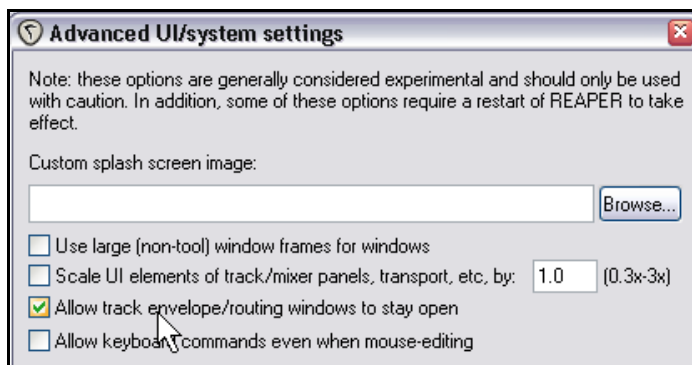 Advanced UI/system settings
Note: these options are generally considered experimental and should only be used
with caution. In addition, some of these options require a restart of REAPER to take
effect.
Custom splash screen image:
Browse...
Use large (non-tool) window frames for windows
Scale UI elements of track/mixer panels, transport, etc, by: 1.0 (0.3x-3x)
Allow track envelope/routing windows to stay open
Allow keyboard commands even when mouse-editing